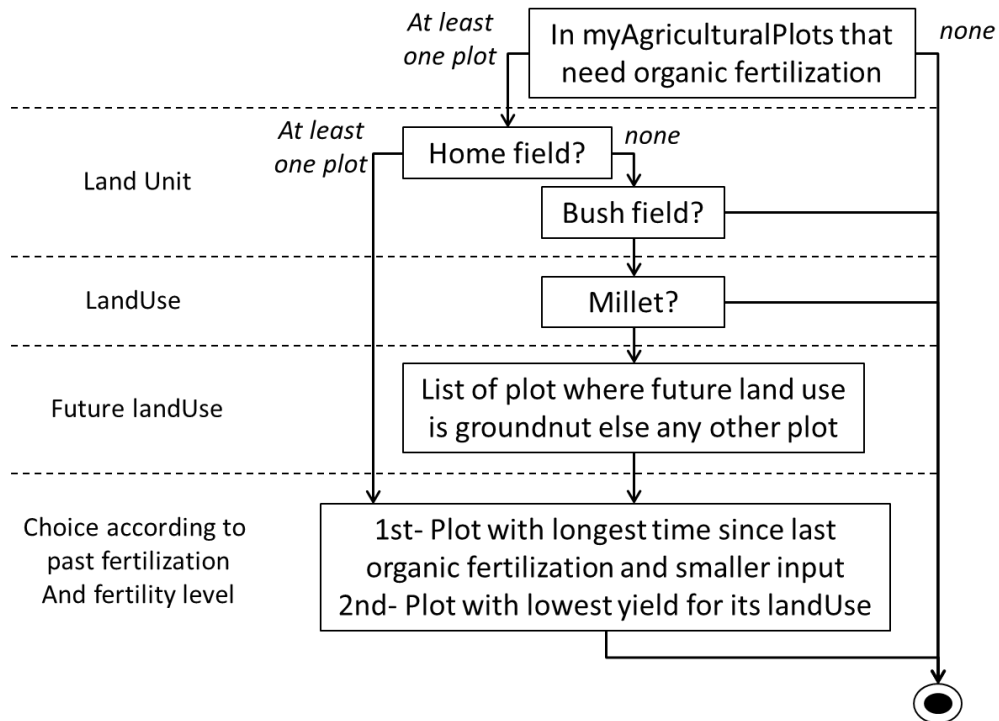 At least
one plot
In myAgriculturalPlots that
need organic fertilization
none
Land Unit
At least
one plot
Home field?
none
Bush field?
LandUse
Millet?
Future landUse
List of plot where future land use
is groundnut else any other plot
Choice according to
past fertilization
And fertility level
1st- Plot with longest time since last
organic fertilization and smaller input
2nd- Plot with lowest yield for its landUse